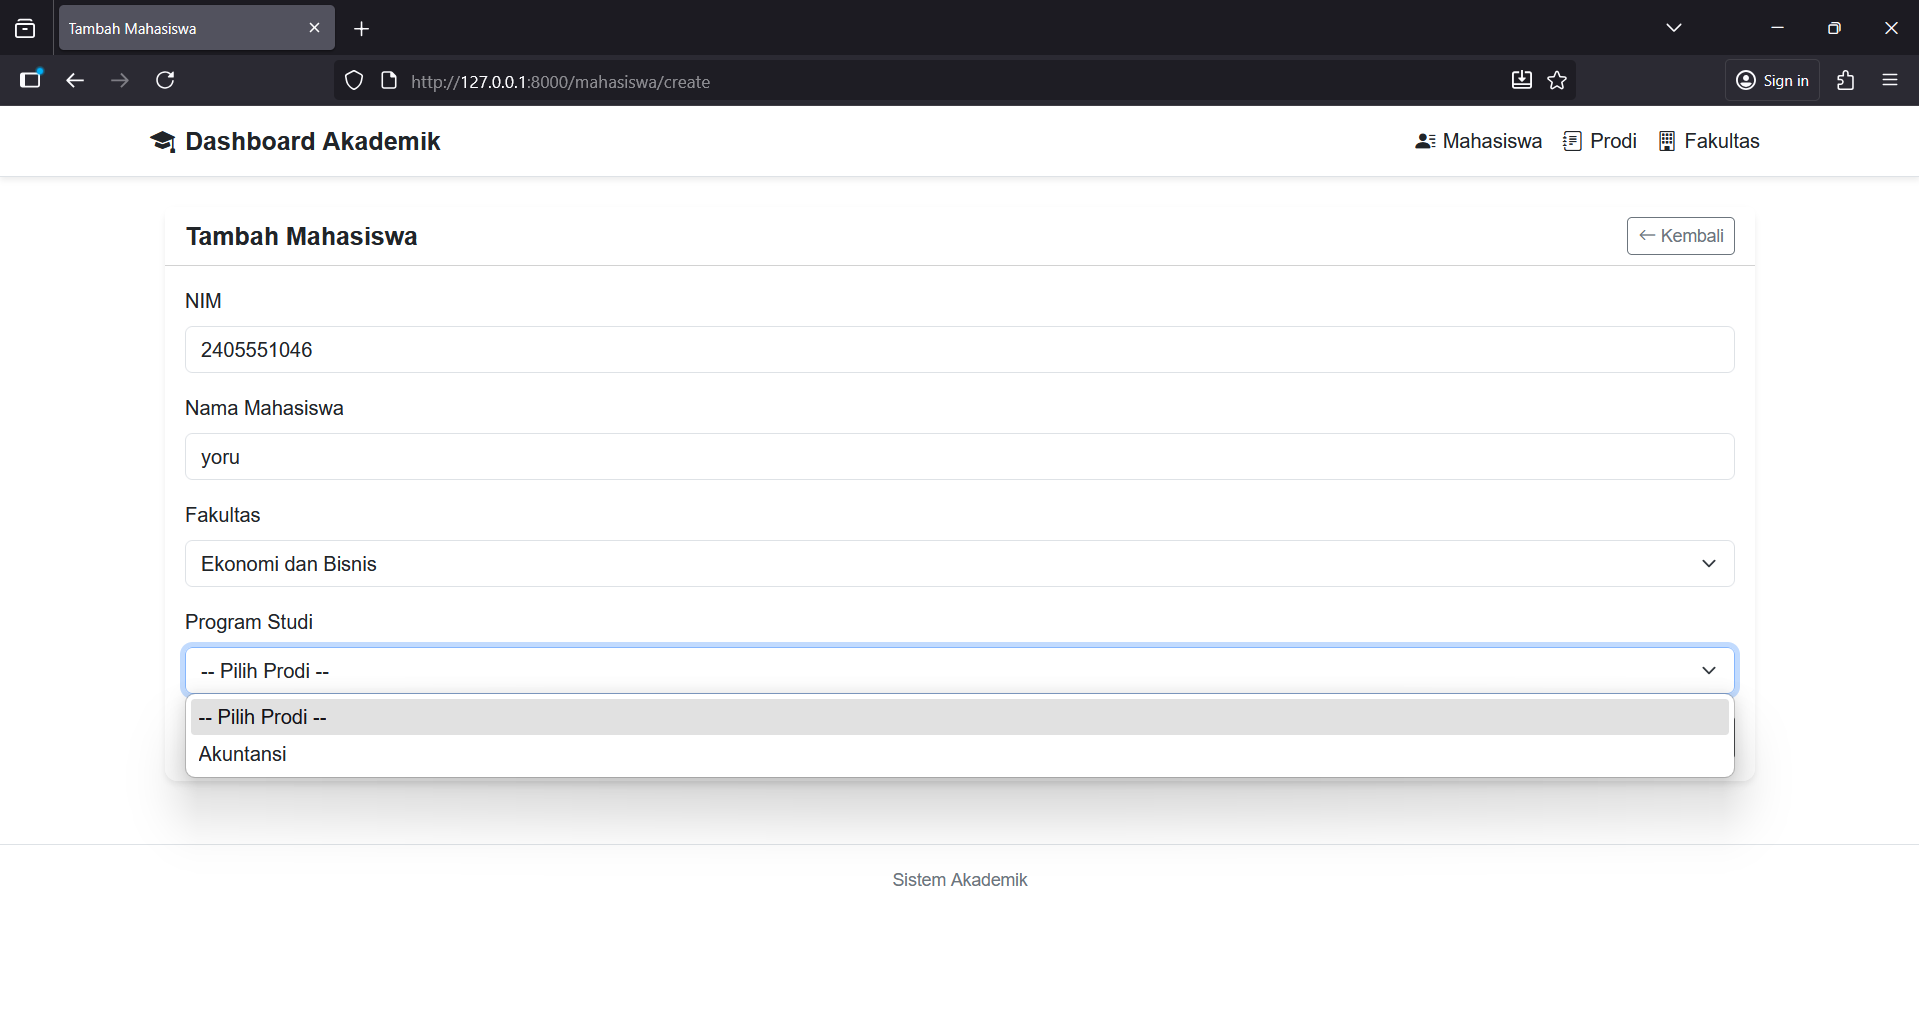 Tambah Mahasiswa
http://127.0.0.1:8000/mahasiswa/create
Sign in
Dashboard Akademik
Mahasiswa
Prodi
Fakultas
Tambah Mahasiswa
← Kembali
NIM
2405551046
Nama Mahasiswa
yoru
Fakultas
Ekonomi dan Bisnis
Program Studi
-- Pilih Prodi --
-- Pilih Prodi --
Akuntansi
Sistem Akademik